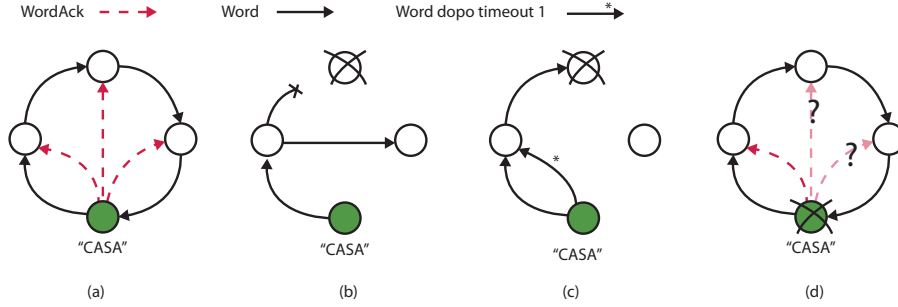 WordAck Word Word dopo timeout 1 *
* ? ?
"CASA" "CASA" "CASA" "CASA"
(a) (b) (c) (d)